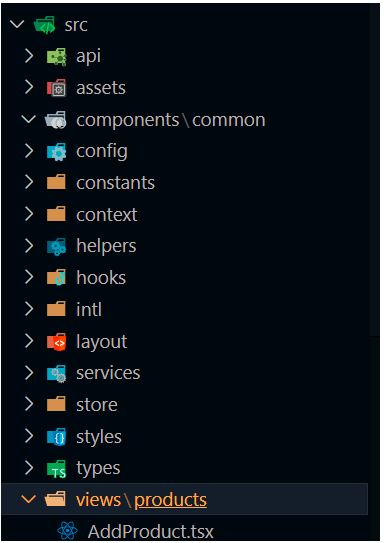 src
api
assets
components\common
config
constants
context
helpers
hooks
intl
layout
services
store
styles
types
views\products
AddProduct.tsx